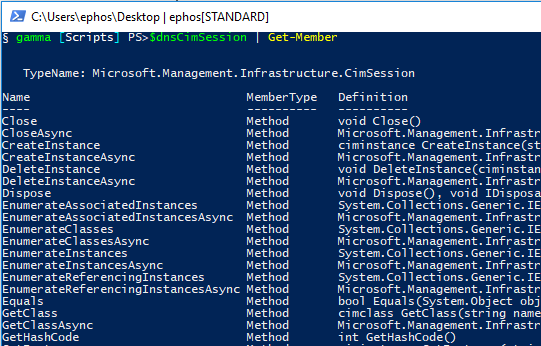 C:\Users\ephos\Desktop | ephos[STANDARD]
§ gamma [Scripts] PS>$dnsCimSession | Get-Member
TypeName: Microsoft.Management.Infrastructure.CimSession
Name MemberType Definition
---- ---------- ----------
Close Method void Close()
CloseAsync Method Microsoft.Management.Infrastr
CreateInstance Method ciminstance CreateInstance(st
CreateInstanceAsync Method Microsoft.Management.Infrastr
DeleteInstance Method void DeleteInstance(ciminstan
DeleteInstanceAsync Method Microsoft.Management.Infrastr
Dispose Method void Dispose(), void IDisposa
EnumerateAssociatedInstances Method System.Collections.Generic.IE
EnumerateAssociatedInstancesAsync Method Microsoft.Management.Infrastr
EnumerateClasses Method System.Collections.Generic.IE
EnumerateClassesAsync Method Microsoft.Management.Infrastr
EnumerateInstances Method System.Collections.Generic.IE
EnumerateInstancesAsync Method Microsoft.Management.Infrastr
EnumerateReferencingInstances Method System.Collections.Generic.IE
EnumerateReferencingInstancesAsync Method Microsoft.Management.Infrastr
Equals Method bool Equals(System.Object obj
GetClass Method cimclass GetClass(string name
GetClassAsync Method Microsoft.Management.Infrastr
GetHashCode Method int GetHashCode()